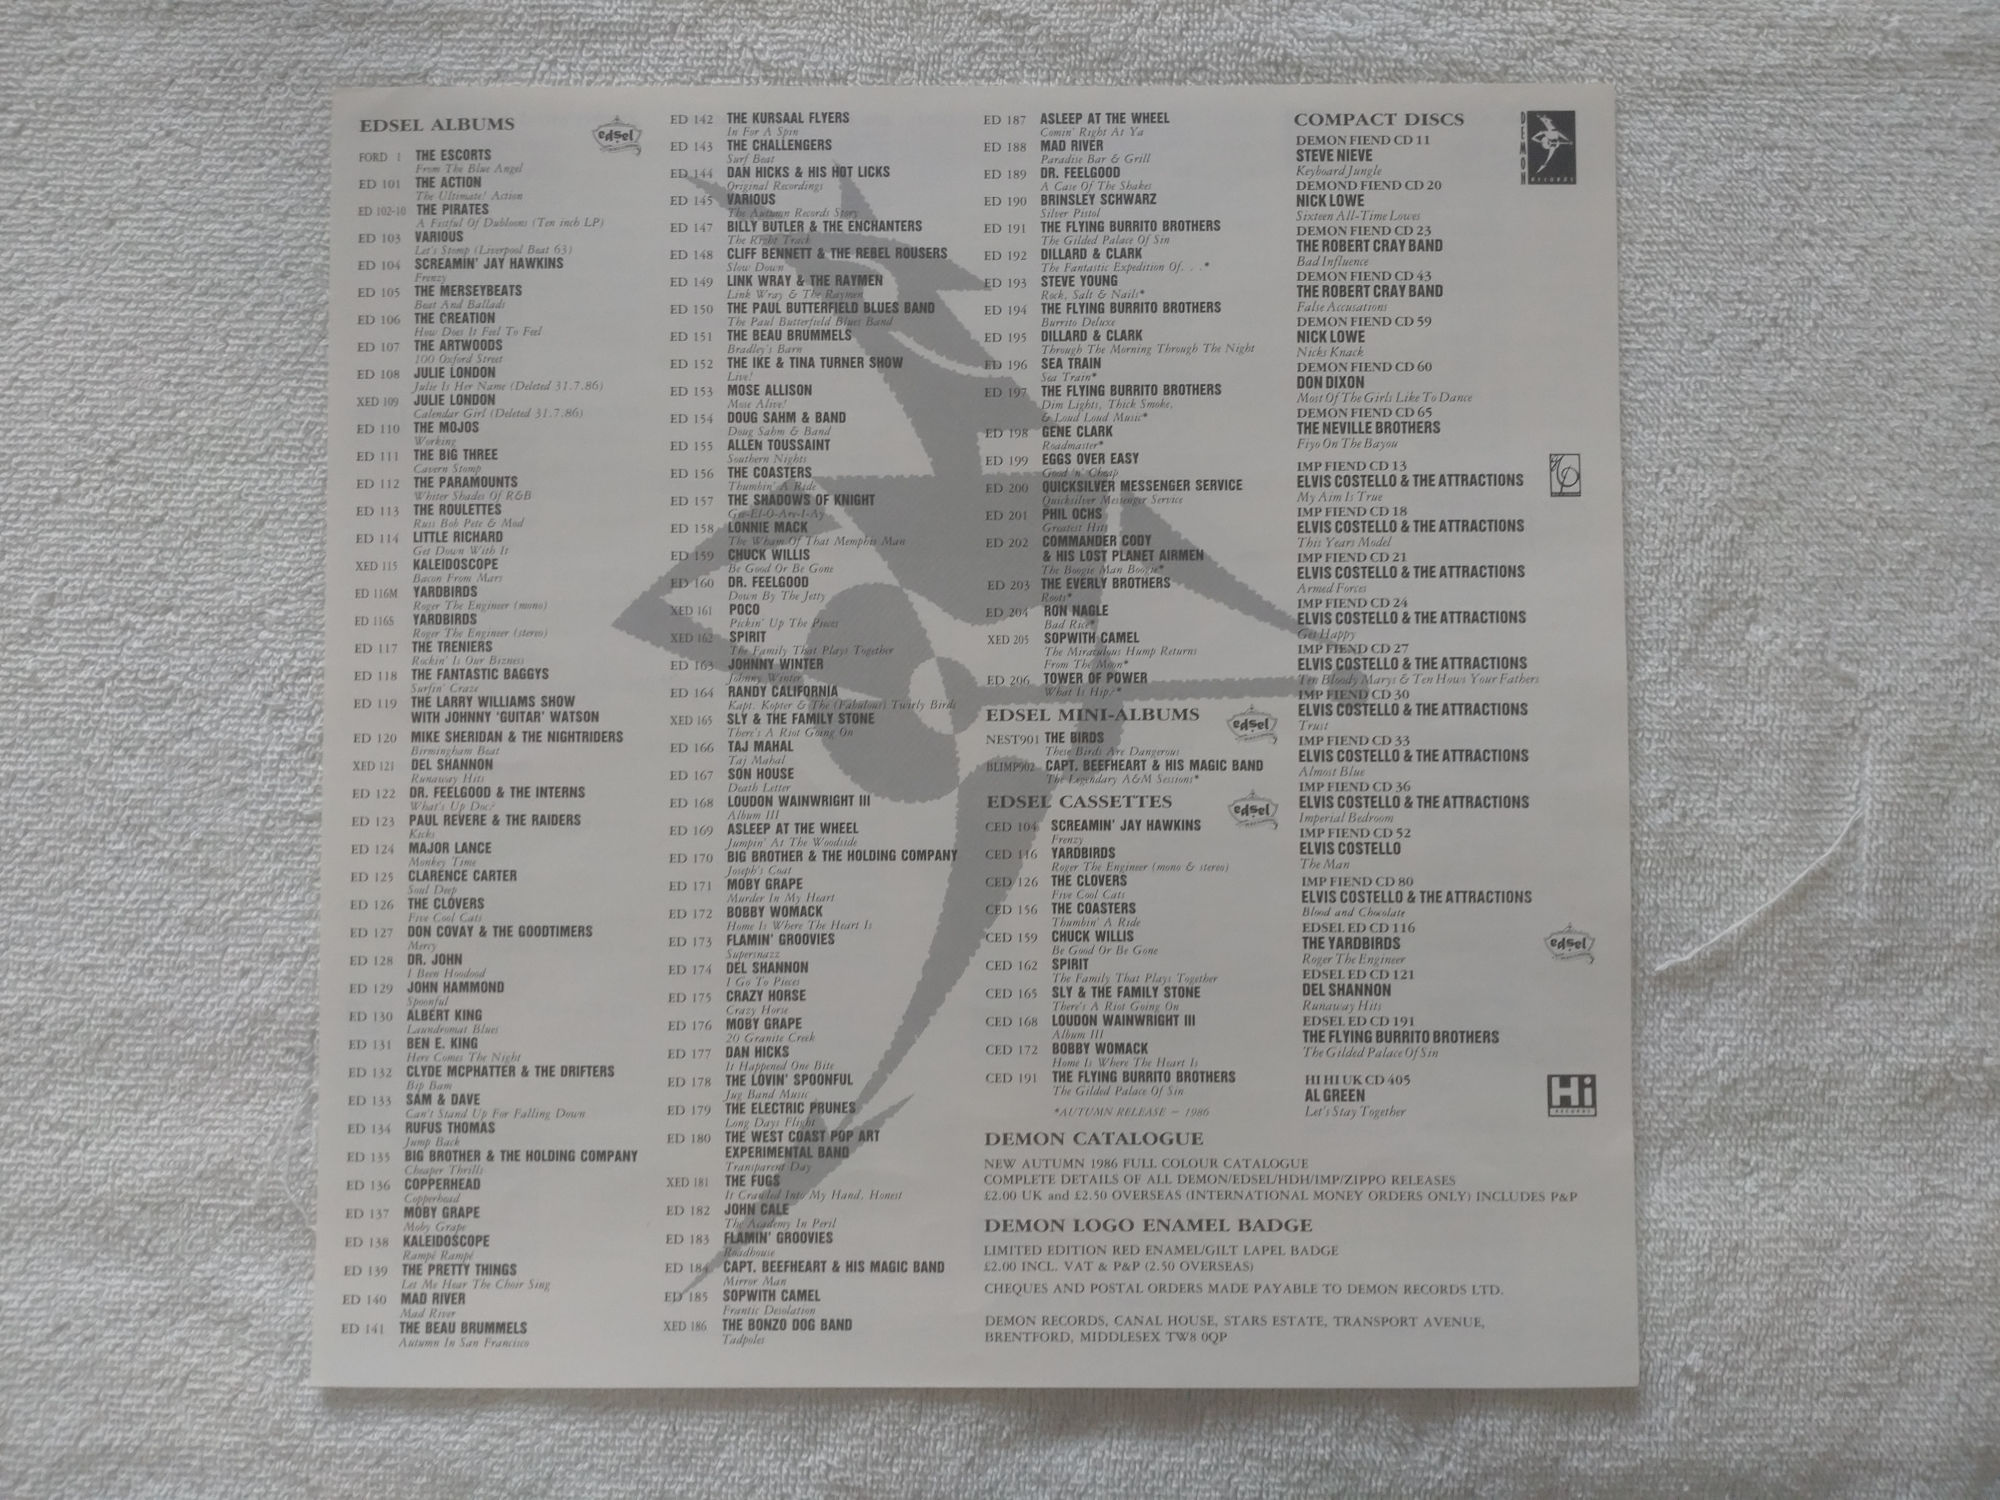 EDSEL ALBUMS
edsel
FORD 1 THE ESCORTS
From The Blue Angel
ED 101 THE ACTION
The Ultimate! Action
ED 102-10 THE PIRATES
A Fistful Of Dubloons (Ten inch LP)
ED 103 VARIOUS
Let's Stomp (Liverpool Beat 63)
ED 104 SCREAMIN' JAY HAWKINS
Frenzy
ED 105 THE MERSEYBEATS
Beat And Ballads
ED 106 THE CREATION
How Does It Feel To Feel
ED 107 THE ARTWOODS
100 Oxford Street
ED 108 JULIE LONDON
Julie Is Her Name (Deleted 31.7.86)
XED 109 JULIE LONDON
Calendar Girl (Deleted 31.7.86)
ED 110 THE MOJOS
Working
ED 111 THE BIG THREE
Cavern Stomp
ED 112 THE PARAMOUNTS
Whiter Shades Of R&B
ED 113 THE ROULETTES
Russ Bob Pete & Mod
ED 114 LITTLE RICHARD
Get Down With It
XED 115 KALEIDOSCOPE
Bacon From Mars
ED 116M YARDBIRDS
Roger The Engineer (mono)
ED 116S YARDBIRDS
Roger The Engineer (stereo)
ED 117 THE TRENIERS
Rockin' Is Our Bizness
ED 118 THE FANTASTIC BAGGYS
Surfin' Craze
ED 119 THE LARRY WILLIAMS SHOW
WITH JOHNNY 'GUITAR' WATSON
ED 120 MIKE SHERIDAN & THE NIGHTRIDERS
Birmingham Beat
XED 121 DEL SHANNON
Runaway Hits
ED 122 DR. FEELGOOD & THE INTERNS
What's Up Doc?
ED 123 PAUL REVERE & THE RAIDERS
Kicks
ED 124 MAJOR LANCE
Monkey Time
ED 125 CLARENCE CARTER
Soul Deep
ED 126 THE CLOVERS
Five Cool Cats
ED 127 DON COVAY & THE GOODTIMERS
Mercy
ED 128 DR. JOHN
I Been Hoodood
ED 129 JOHN HAMMOND
Spoonful
ED 130 ALBERT KING
Laundromat Blues
ED 131 BEN E. KING
Here Comes The Night
ED 132 CLYDE MCPHATTER & THE DRIFTERS
Bip Bam
ED 133 SAM & DAVE
Can't Stand Up For Falling Down
ED 134 RUFUS THOMAS
Jump Back
ED 135 BIG BROTHER & THE HOLDING COMPANY
Cheaper Thrills
ED 136 COPPERHEAD
Copperhead
ED 137 MOBY GRAPE
Moby Grape
ED 138 KALEIDOSCOPE
Rampé Rampé
ED 139 THE PRETTY THINGS
Let Me Hear The Choir Sing
ED 140 MAD RIVER
Mad River
ED 141 THE BEAU BRUMMELS
Autumn In San Francisco
ED 142 THE KURSAAL FLYERS
In For A Spin
ED 143 THE CHALLENGERS
Surf Beat
ED 144 DAN HICKS & HIS HOT LICKS
Original Recordings
ED 145 VARIOUS
The Autumn Records Story
ED 147 BILLY BUTLER & THE ENCHANTERS
The Right Track
ED 148 CLIFF BENNETT & THE REBEL ROUSERS
Slow Down
ED 149 LINK WRAY & THE RAYMEN
Link Wray & The Raymen
ED 150 THE PAUL BUTTERFIELD BLUES BAND
The Paul Butterfield Blues Band
ED 151 THE BEAU BRUMMELS
Bradley's Barn
ED 152 THE IKE & TINA TURNER SHOW
Live!
ED 153 MOSE ALLISON
Mose Alive!
ED 154 DOUG SAHM & BAND
Doug Sahm & Band
ED 155 ALLEN TOUSSAINT
Southern Nights
ED 156 THE COASTERS
Thumbin' A Ride
ED 157 THE SHADOWS OF KNIGHT
Gee-El-O-Are-I-Ay
ED 158 LONNIE MACK
The Wham Of That Memphis Man
ED 159 CHUCK WILLIS
Be Good Or Be Gone
ED 160 DR. FEELGOOD
Down By The Jetty
XED 161 POCO
Pickin' Up The Pieces
XED 162 SPIRIT
The Family That Plays Together
ED 163 JOHNNY WINTER
Johnny Winter
ED 164 RANDY CALIFORNIA
Kapt. Kopter & The (Fabulous) Twirly Birds
XED 165 SLY & THE FAMILY STONE
There's A Riot Going On
ED 166 TAJ MAHAL
Taj Mahal
ED 167 SON HOUSE
Death Letter
ED 168 LOUDON WAINWRIGHT III
Album III
ED 169 ASLEEP AT THE WHEEL
Jumpin' At The Woodside
ED 170 BIG BROTHER & THE HOLDING COMPANY
Joseph's Coat
ED 171 MOBY GRAPE
Murder In My Heart
ED 172 BOBBY WOMACK
Home Is Where The Heart Is
ED 173 FLAMIN' GROOVIES
Supersnazz
ED 174 DEL SHANNON
I Go To Pieces
ED 175 CRAZY HORSE
Crazy Horse
ED 176 MOBY GRAPE
20 Granite Creek
ED 177 DAN HICKS
It Happened One Bite
ED 178 THE LOVIN' SPOONFUL
Jug Band Music
ED 179 THE ELECTRIC PRUNES
Long Days Flight
ED 180 THE WEST COAST POP ART
EXPERIMENTAL BAND
Transparent Day
XED 181 THE FUGS
It Crawled Into My Hand, Honest
ED 182 JOHN CALE
The Academy In Peril
ED 183 FLAMIN' GROOVIES
Roadhouse
ED 184 CAPT. BEEFHEART & HIS MAGIC BAND
Mirror Man
ED 185 SOPWITH CAMEL
Frantic Desolation
XED 186 THE BONZO DOG BAND
Tadpoles
ED 187 ASLEEP AT THE WHEEL
Comin' Right At Ya
ED 188 MAD RIVER
Paradise Bar & Grill
ED 189 DR. FEELGOOD
A Case Of The Shakes
ED 190 BRINSLEY SCHWARZ
Silver Pistol
ED 191 THE FLYING BURRITO BROTHERS
The Gilded Palace Of Sin
ED 192 DILLARD & CLARK
The Fantastic Expedition Of. . .*
ED 193 STEVE YOUNG
Rock, Salt & Nails*
ED 194 THE FLYING BURRITO BROTHERS
Burrito Deluxe
ED 195 DILLARD & CLARK
Through The Morning Through The Night
ED 196 SEA TRAIN
Sea Train*
ED 197 THE FLYING BURRITO BROTHERS
Dim Lights, Thick Smoke,
& Loud Loud Music*
ED 198 GENE CLARK
Roadmaster*
ED 199 EGGS OVER EASY
Good 'n' Cheap
ED 200 QUICKSILVER MESSENGER SERVICE
Quicksilver Messenger Service
ED 201 PHIL OCHS
Greatest Hits
ED 202 COMMANDER CODY
& HIS LOST PLANET AIRMEN
The Boogie Man Boogie*
ED 203 THE EVERLY BROTHERS
Roots*
ED 204 RON NAGLE
Bad Rice*
XED 205 SOPWITH CAMEL
The Miraculous Hump Returns
From The Moon*
ED 206 TOWER OF POWER
What Is Hip?*
EDSEL MINI-ALBUMS
edsel
NEST901 THE BIRDS
These Birds Are Dangerous
BLIMP902 CAPT. BEEFHEART & HIS MAGIC BAND
The Legendary A&M Sessions*
EDSEL CASSETTES
edsel
CED 104 SCREAMIN' JAY HAWKINS
Frenzy
CED 116 YARDBIRDS
Roger The Engineer (mono & stereo)
CED 126 THE CLOVERS
Five Cool Cats
CED 156 THE COASTERS
Thumbin' A Ride
CED 159 CHUCK WILLIS
Be Good Or Be Gone
CED 162 SPIRIT
The Family That Plays Together
CED 165 SLY & THE FAMILY STONE
There's A Riot Going On
CED 168 LOUDON WAINWRIGHT III
Album III
CED 172 BOBBY WOMACK
Home Is Where The Heart Is
CED 191 THE FLYING BURRITO BROTHERS
The Gilded Palace Of Sin
*AUTUMN RELEASE – 1986
COMPACT DISCS
DEMON
RECORDS
DEMON FIEND CD 11
STEVE NIEVE
Keyboard Jungle
DEMOND FIEND CD 20
NICK LOWE
Sixteen All-Time Lowes
DEMON FIEND CD 23
THE ROBERT CRAY BAND
Bad Influence
DEMON FIEND CD 43
THE ROBERT CRAY BAND
False Accusations
DEMON FIEND CD 59
NICK LOWE
Nicks Knack
DEMON FIEND CD 60
DON DIXON
Most Of The Girls Like To Dance
DEMON FIEND CD 65
THE NEVILLE BROTHERS
Fiyo On The Bayou
IMP FIEND CD 13
ELVIS COSTELLO & THE ATTRACTIONS
My Aim Is True
IMP FIEND CD 18
ELVIS COSTELLO & THE ATTRACTIONS
This Years Model
IMP FIEND CD 21
ELVIS COSTELLO & THE ATTRACTIONS
Armed Forces
IMP FIEND CD 24
ELVIS COSTELLO & THE ATTRACTIONS
Get Happy
IMP FIEND CD 27
ELVIS COSTELLO & THE ATTRACTIONS
Ten Bloody Marys & Ten Hows Your Fathers
IMP FIEND CD 30
ELVIS COSTELLO & THE ATTRACTIONS
Trust
IMP FIEND CD 33
ELVIS COSTELLO & THE ATTRACTIONS
Almost Blue
IMP FIEND CD 36
ELVIS COSTELLO & THE ATTRACTIONS
Imperial Bedroom
IMP FIEND CD 52
ELVIS COSTELLO
The Man
IMP FIEND CD 80
ELVIS COSTELLO & THE ATTRACTIONS
Blood and Chocolate
EDSEL ED CD 116
THE YARDBIRDS
Roger The Engineer
edsel
EDSEL ED CD 121
DEL SHANNON
Runaway Hits
EDSEL ED CD 191
THE FLYING BURRITO BROTHERS
The Gilded Palace Of Sin
HI HI UK CD 405
AL GREEN
Let's Stay Together
Hi
RECORDS
DEMON CATALOGUE
NEW AUTUMN 1986 FULL COLOUR CATALOGUE
COMPLETE DETAILS OF ALL DEMON/EDSEL/HDH/IMP/ZIPPO RELEASES
£2.00 UK and £2.50 OVERSEAS (INTERNATIONAL MONEY ORDERS ONLY) INCLUDES P&P
DEMON LOGO ENAMEL BADGE
LIMITED EDITION RED ENAMEL/GILT LAPEL BADGE
£2.00 INCL. VAT & P&P (2.50 OVERSEAS)
CHEQUES AND POSTAL ORDERS MADE PAYABLE TO DEMON RECORDS LTD.
DEMON RECORDS, CANAL HOUSE, STARS ESTATE, TRANSPORT AVENUE,
BRENTFORD, MIDDLESEX TW8 0QP